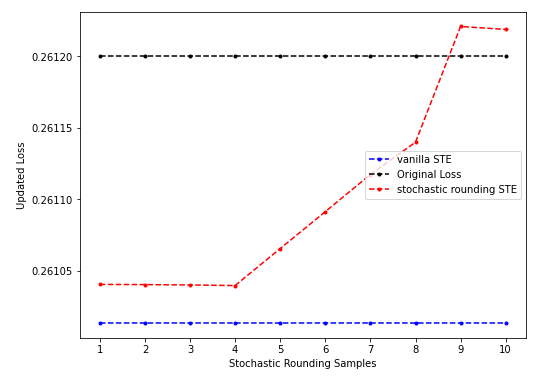 0.26120
0.26115
0.26110
0.26105
Updated Loss
vanilla STE
Original Loss
stochastic rounding STE
1 2 3 4 5 6 7 8 9 10
Stochastic Rounding Samples